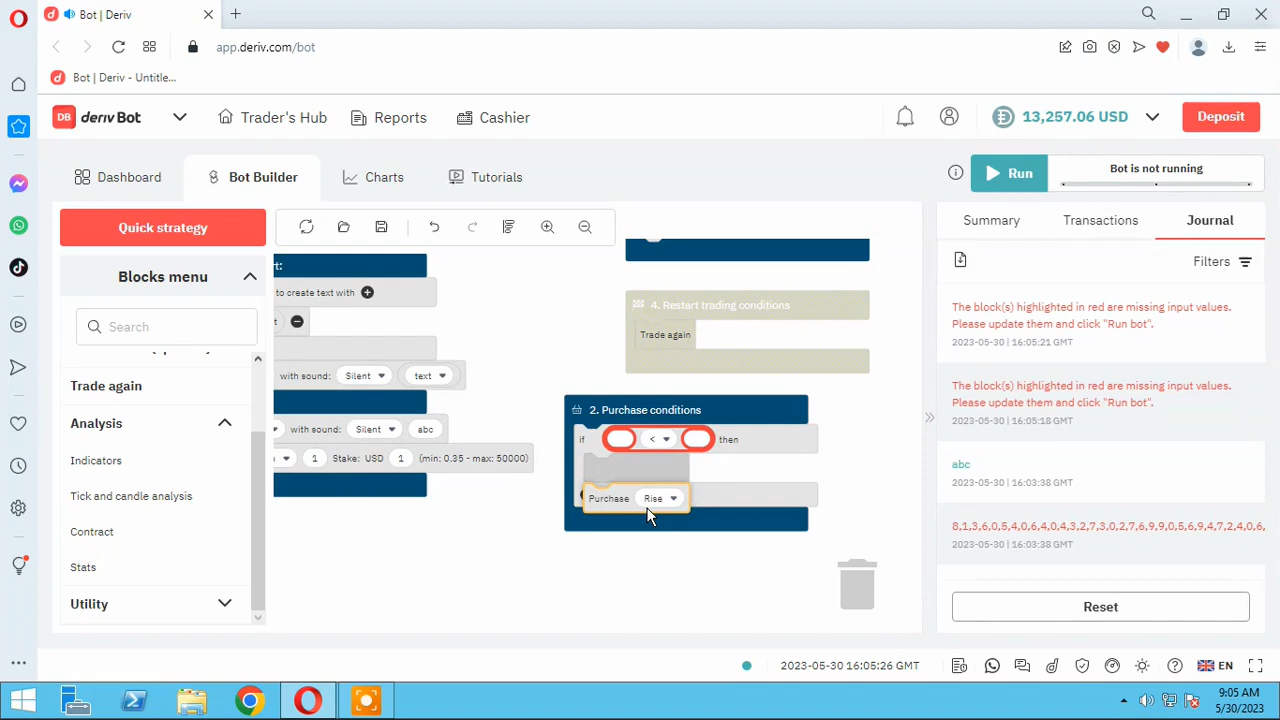 Bot | Deriv
app.deriv.com/bot
Bot | Deriv - Untitle...
DB deriv Bot
Trader's Hub
Reports
Cashier
13,257.06 USD
Deposit
Dashboard
Bot Builder
Charts
Tutorials
Run
Bot is not running
Quick strategy
Summary
Transactions
Journal
Blocks menu
Search
Filters
Trade again
Analysis
Indicators
Tick and candle analysis
Contract
Stats
Utility
t:
to create text with
t
with sound: Silent text
with sound: Silent abc
1 Stake: USD 1 (min: 0.35 - max: 50000)
4. Restart trading conditions
Trade again
2. Purchase conditions
if < then
Purchase Rise
The block(s) highlighted in red are missing input values.
Please update them and click "Run bot".
2023-05-30 | 16:05:21 GMT
The block(s) highlighted in red are missing input values.
Please update them and click "Run bot".
2023-05-30 | 16:05:18 GMT
abc
2023-05-30 | 16:03:38 GMT
8,1,3,6,0,5,4,0,6,4,0,4,3,2,7,3,0,2,7,6,9,9,0,5,6,9,4,7,2,4,0,6,
2023-05-30 | 16:03:38 GMT
Reset
2023-05-30 16:05:26 GMT
EN
9:05 AM
5/30/2023